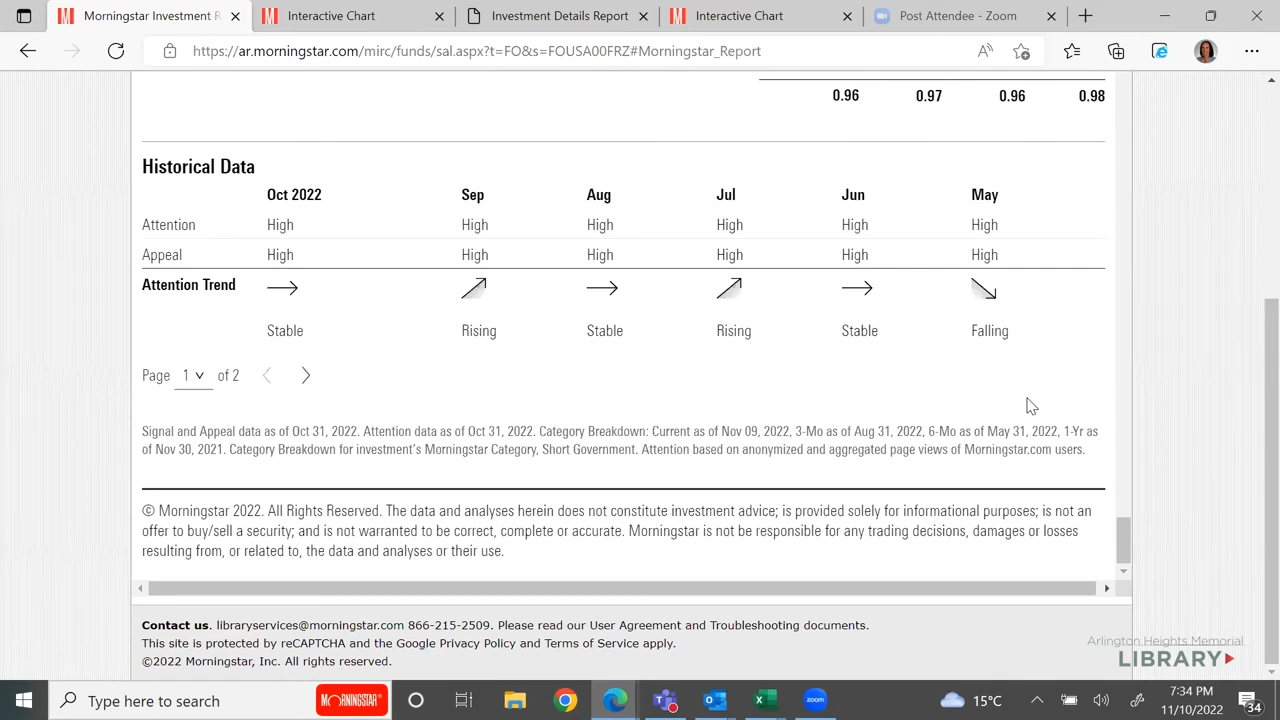 Morningstar Investment R
Interactive Chart
Investment Details Report
Interactive Chart
Post Attendee - Zoom
https://ar.morningstar.com/mirc/funds/sal.aspx?t=FO&s=FOUSA00FRZ#Morningstar_Report
0.96 0.97 0.96 0.98
Historical Data
Oct 2022 Sep Aug Jul Jun May
Attention High High High High High High
Appeal High High High High High High
Attention Trend
Stable Rising Stable Rising Stable Falling
Page 1 of 2
Signal and Appeal data as of Oct 31, 2022. Attention data as of Oct 31, 2022. Category Breakdown: Current as of Nov 09, 2022, 3-Mo as of Aug 31, 2022, 6-Mo as of May 31, 2022, 1-Yr as
of Nov 30, 2021. Category Breakdown for investment's Morningstar Category, Short Government. Attention based on anonymized and aggregated page views of Morningstar.com users.
© Morningstar 2022. All Rights Reserved. The data and analyses herein does not constitute investment advice; is provided solely for informational purposes; is not an
offer to buy/sell a security; and is not warranted to be correct, complete or accurate. Morningstar is not be responsible for any trading decisions, damages or losses
resulting from, or related to, the data and analyses or their use.
Contact us. libraryservices@morningstar.com 866-215-2509. Please read our User Agreement and Troubleshooting documents.
This site is protected by reCAPTCHA and the Google Privacy Policy and Terms of Service apply.
©2022 Morningstar, Inc. All rights reserved.
Arlington Heights Memorial
LIBRARY
Type here to search
MORNINGSTAR
zoom
15°C
7:34 PM
11/10/2022
34